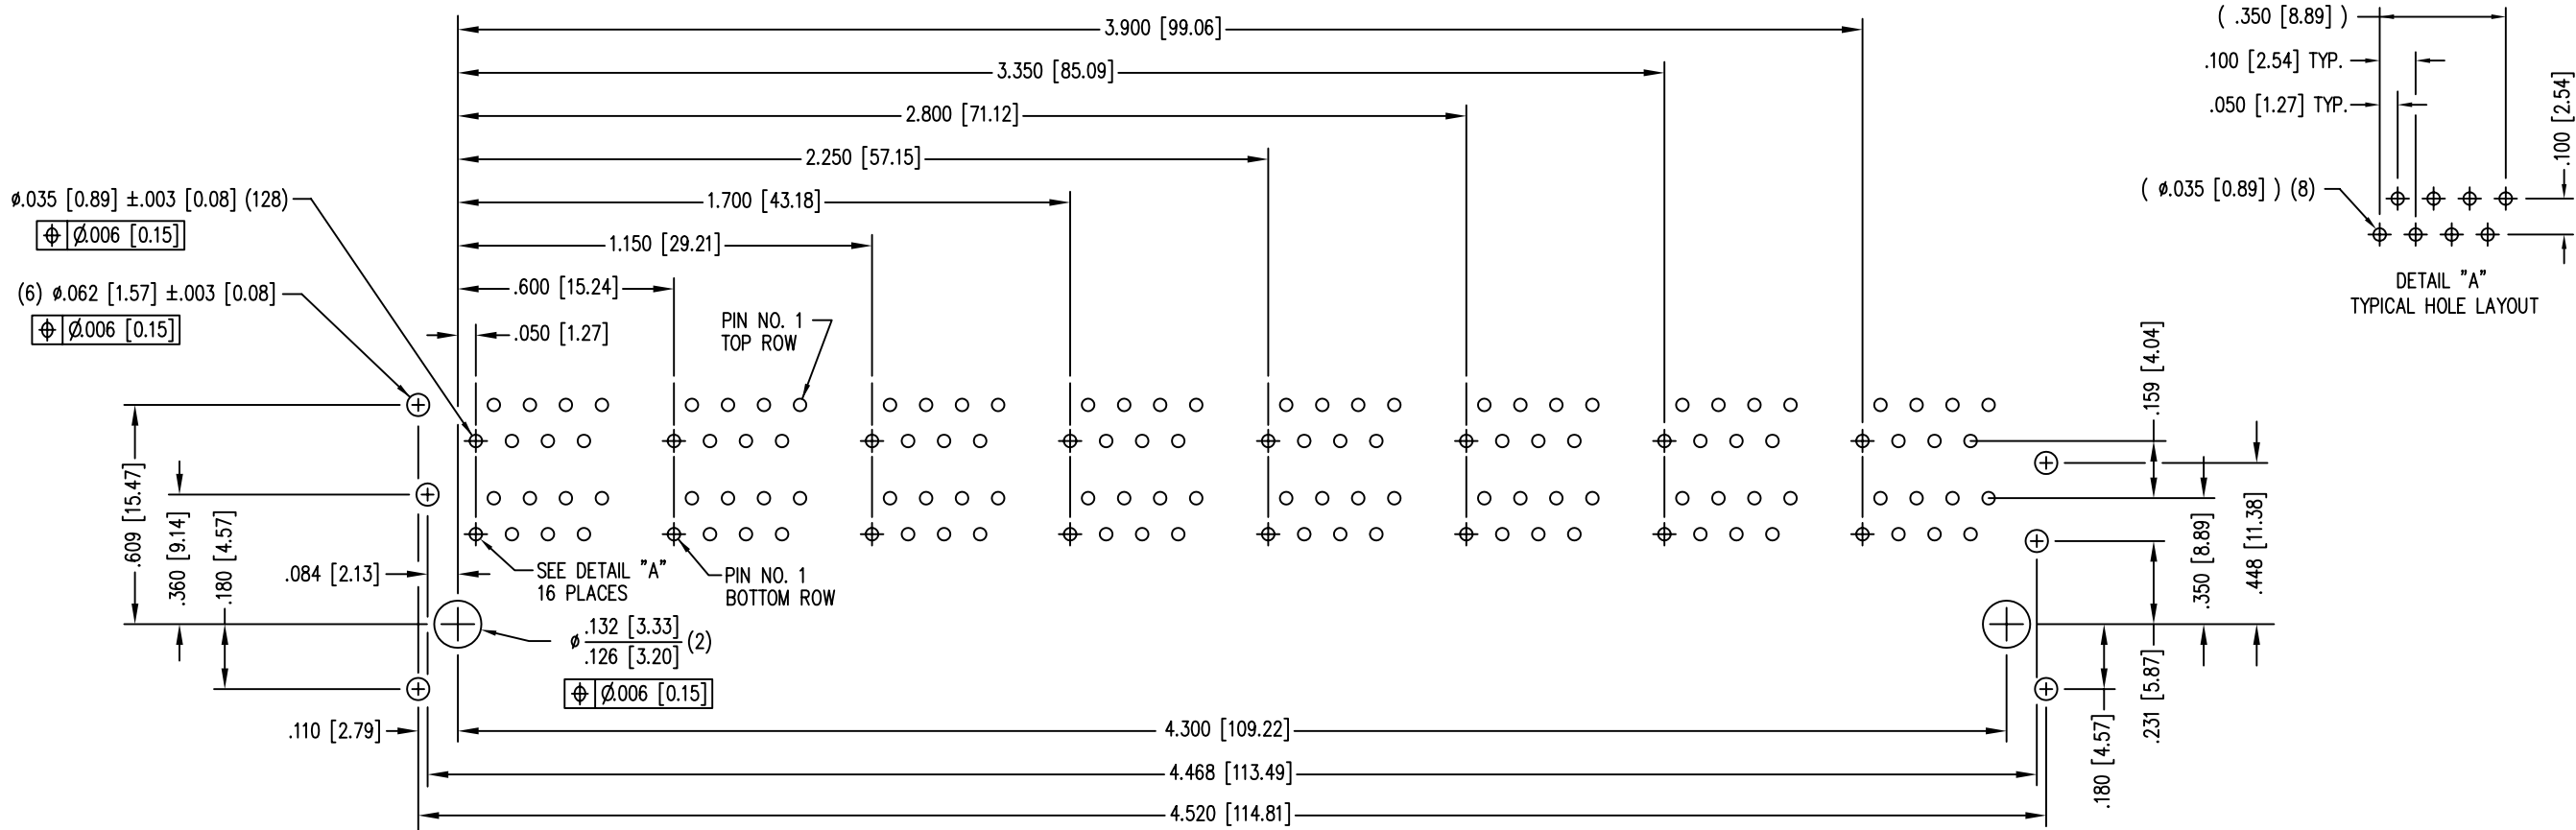 3.900 [99.06]
3.350 [85.09]
2.800 [71.12]
2.250 [57.15]
1.700 [43.18]
1.150 [29.21]
.600 [15.24]
.050 [1.27]
ø.035 [0.89] ±.003 [0.08] (128)
⌖ Ø.006 [0.15]
(6) ø.062 [1.57] ±.003 [0.08]
⌖ Ø.006 [0.15]
PIN NO. 1
TOP ROW
( .350 [8.89] )
.100 [2.54] TYP.
.050 [1.27] TYP.
.100 [2.54]
( ø.035 [0.89] ) (8)
DETAIL "A"
TYPICAL HOLE LAYOUT
.609 [15.47]
.360 [9.14]
.180 [4.57]
.084 [2.13]
.110 [2.79]
SEE DETAIL "A"
16 PLACES
PIN NO. 1
BOTTOM ROW
ø .132 [3.33]
.126 [3.20] (2)
⌖ Ø.006 [0.15]
.159 [4.04]
.350 [8.89]
.448 [11.38]
.231 [5.87]
.180 [4.57]
4.300 [109.22]
4.468 [113.49]
4.520 [114.81]